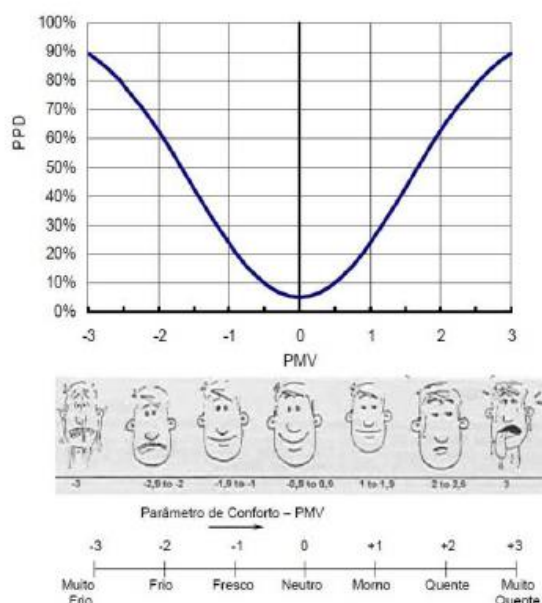 100%
90%
80%
70%
60%
50%
40%
30%
20%
10%
0%
PPD
-3 -2 -1 0 1 2 3
PMV
-3 -2,9 to -2 -1,9 to -1 -0,9 to 0,9 1 to 1,9 2 to 2,9 3
Parâmetro de Conforto – PMV
-3 -2 -1 0 +1 +2 +3
Muito Frio Fresco Neutro Morno Quente Muito
Frio Quente